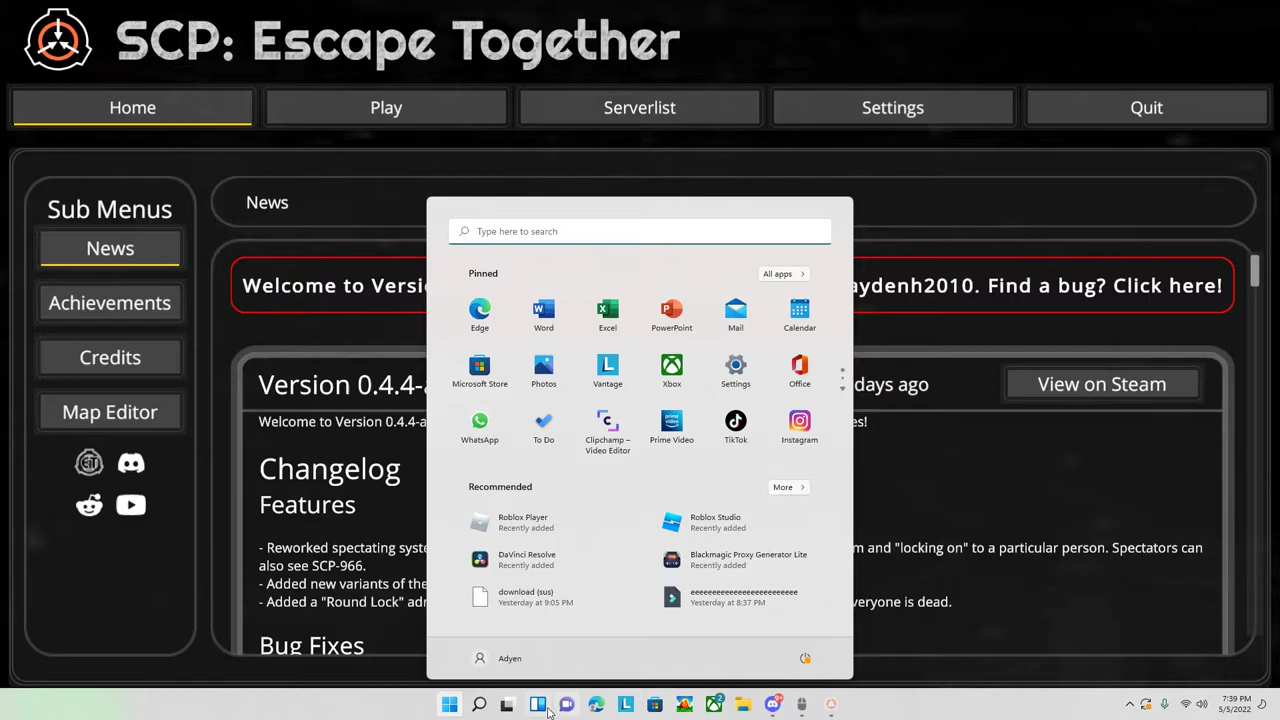 SCP: Escape Together
Home
Play
Serverlist
Settings
Quit
Sub Menus
News
Achievements
Credits
Map Editor
News
Welcome to Versi
aydenh2010. Find a bug? Click here!
Version 0.4.4-a
days ago
View on Steam
Welcome to Version 0.4.4-a
es!
Changelog
Features
- Reworked spectating syste
m and "locking on" to a particular person. Spectators can
also see SCP-966.
- Added new variants of the
- Added a "Round Lock" adr
everyone is dead.
Bug Fixes
Type here to search
Pinned
All apps
Edge
Word
Excel
PowerPoint
Mail
Calendar
Microsoft Store
Photos
Vantage
Xbox
Settings
Office
WhatsApp
To Do
Clipchamp –
Video Editor
Prime Video
TikTok
Instagram
Recommended
More
Roblox Player
Recently added
Roblox Studio
Recently added
DaVinci Resolve
Recently added
Blackmagic Proxy Generator Lite
Recently added
download (sus)
Yesterday at 9:05 PM
Yesterday at 8:37 PM
Adyen
7:39 PM
5/5/2022